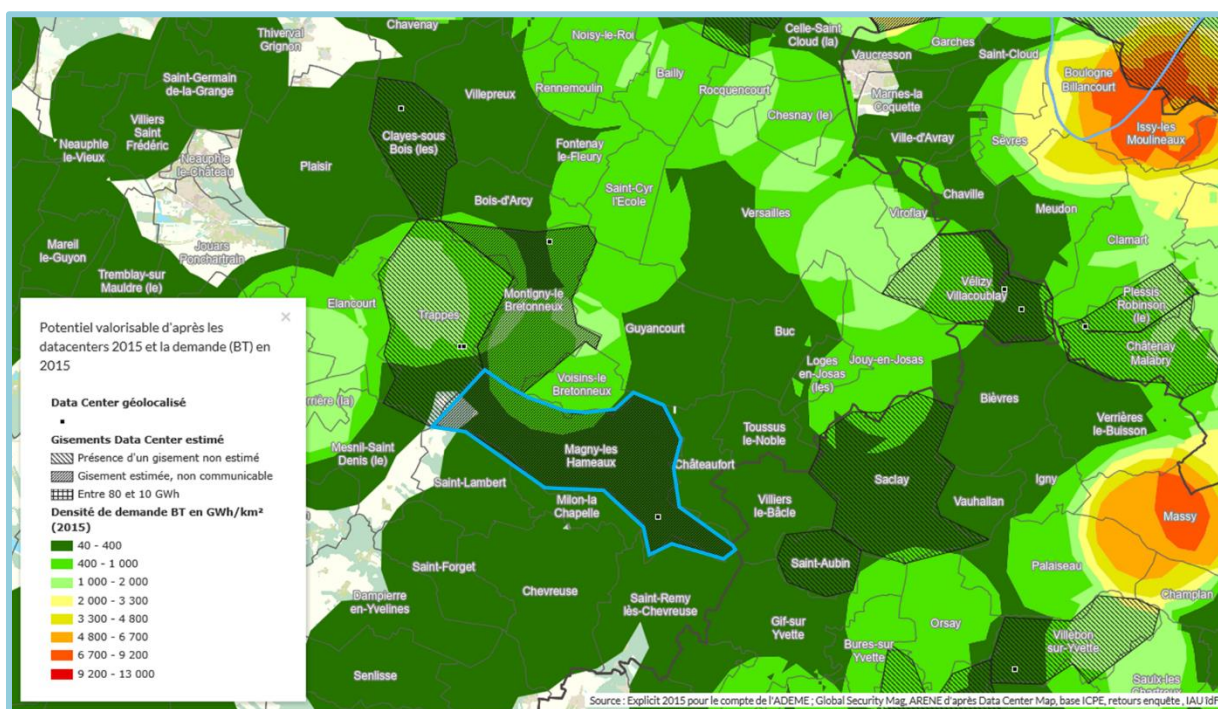 Chavenay
Thiverval
Grignon
Noisy-le-Roi
Celle-Saint
Cloud (la)
Garches
Vaucresson
Saint-Cloud
Saint-Germain
de-la-Grange
Bailly
Boulogne
Billancourt
Rennemoulin
Rocquencourt
Villepreux
Marnes-la
Coquette
Villiers
Saint
Frédéric
Chesnay (le)
Issy-les
Moulineaux
Neauphle
le-Vieux
Clayes-sous
Bois (les)
Fontenay
le-Fleury
Ville-d'Avray
Sèvres
Neauphle
le-Château
Plaisir
Saint-Cyr
l'Ecole
Chaville
Bois-d'Arcy
Versailles
Viroflay
Meudon
Mareil
le-Guyon
Jouars
Ponchartrain
Clamart
Tremblay-sur
Mauldre (le)
Vélizy
Villacoublay
Elancourt
Trappes
Montigny-le
Bretonneux
Plessis
Robinson
(le)
Guyancourt
Buc
Châtenay
Malabry
Loges
en-Josas
(les)
Jouy-en-Josas
Voisins-le
Bretonneux
Bièvres
rrière (la)
Verrières
le-Buisson
Toussus
le-Noble
Mesnil-Saint
Denis (le)
Magny-les
Hameaux
Châteaufort
Saint-Lambert
Saclay
Igny
Milon-la
Chapelle
Villiers
le-Bâcle
Vauhallan
Massy
Saint-Forget
Saint-Aubin
Palaiseau
Chevreuse
Dampierre
en-Yvelines
Saint-Remy
lès-Chevreuse
Champlan
Gif-sur
Yvette
Orsay
Bures-sur
Yvette
Villebon
sur-Yvette
Senlisse
Saulx-les
Chartreux
Potentiel valorisable d'après les
datacenters 2015 et la demande (BT) en
2015
×
Data Center géolocalisé
Gisements Data Center estimé
Présence d'un gisement non estimé
Gisement estimée, non communicable
Entre 80 et 10 GWh
Densité de demande BT en GWh/km²
(2015)
40 - 400
400 - 1 000
1 000 - 2 000
2 000 - 3 300
3 300 - 4 800
4 800 - 6 700
6 700 - 9 200
9 200 - 13 000
Source : Explicit 2015 pour le compte de l'ADEME ; Global Security Mag, ARENE d'après Data Center Map, base ICPE, retours enquête , IAU îdF